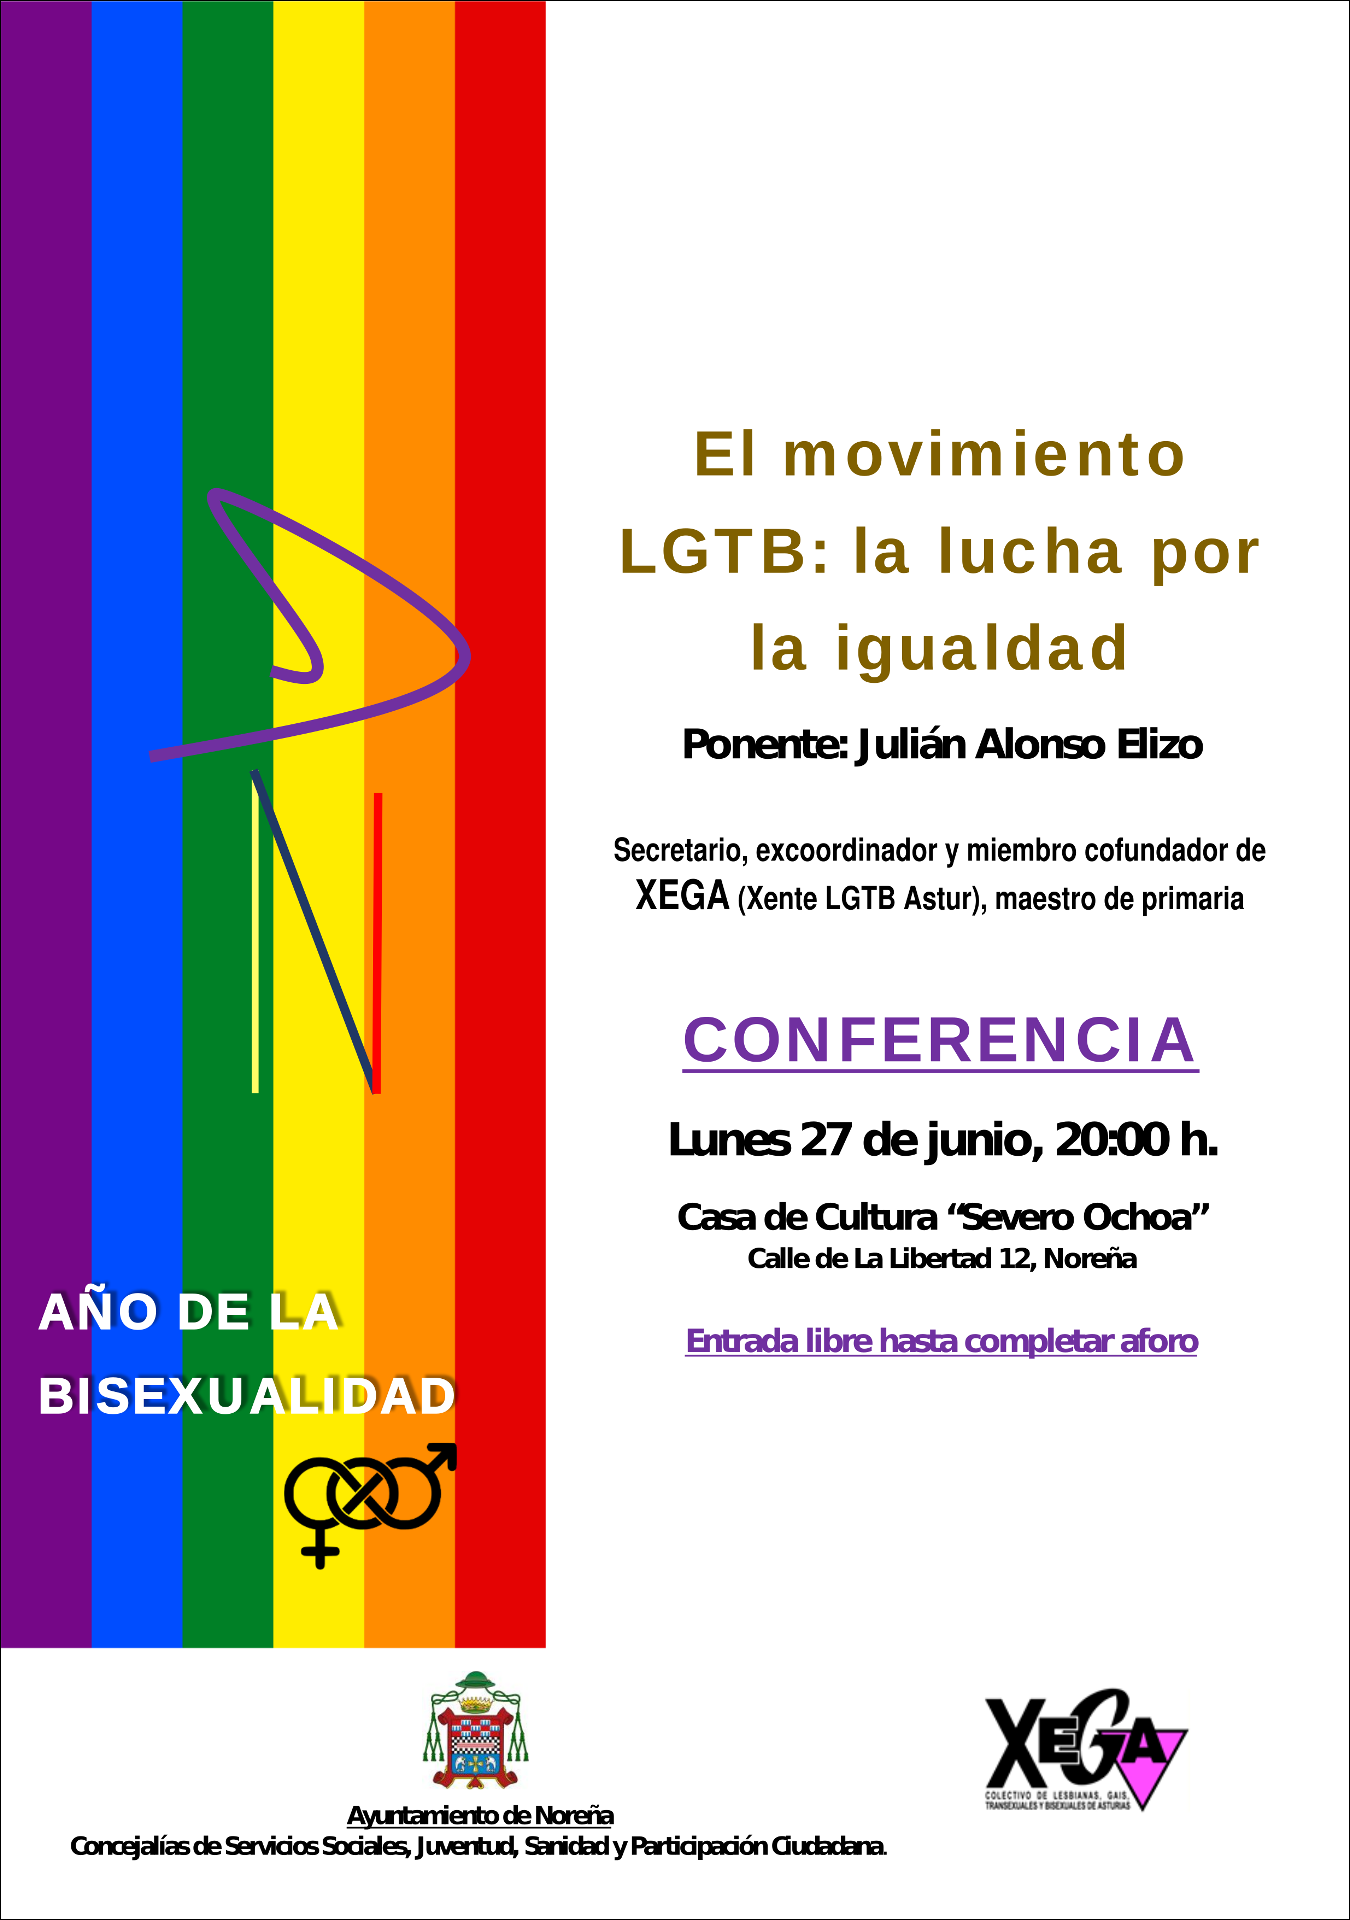 El movimiento
LGTB: la lucha por
la igualdad
Ponente: Julián Alonso Elizo
Secretario, excoordinador y miembro cofundador de
XEGA (Xente LGTB Astur), maestro de primaria
CONFERENCIA
Lunes 27 de junio, 20:00 h.
Casa de Cultura “Severo Ochoa”
Calle de La Libertad 12, Noreña
Entrada libre hasta completar aforo
AÑO DE LA
BISEXUALIDAD
Ayuntamiento de Noreña
Concejalías de Servicios Sociales, Juventud, Sanidad y Participación Ciudadana.
XEGA
COLECTIVO DE LESBIANAS, GAIS,
TRANSEXUALES Y BISEXUALES DE ASTURIAS